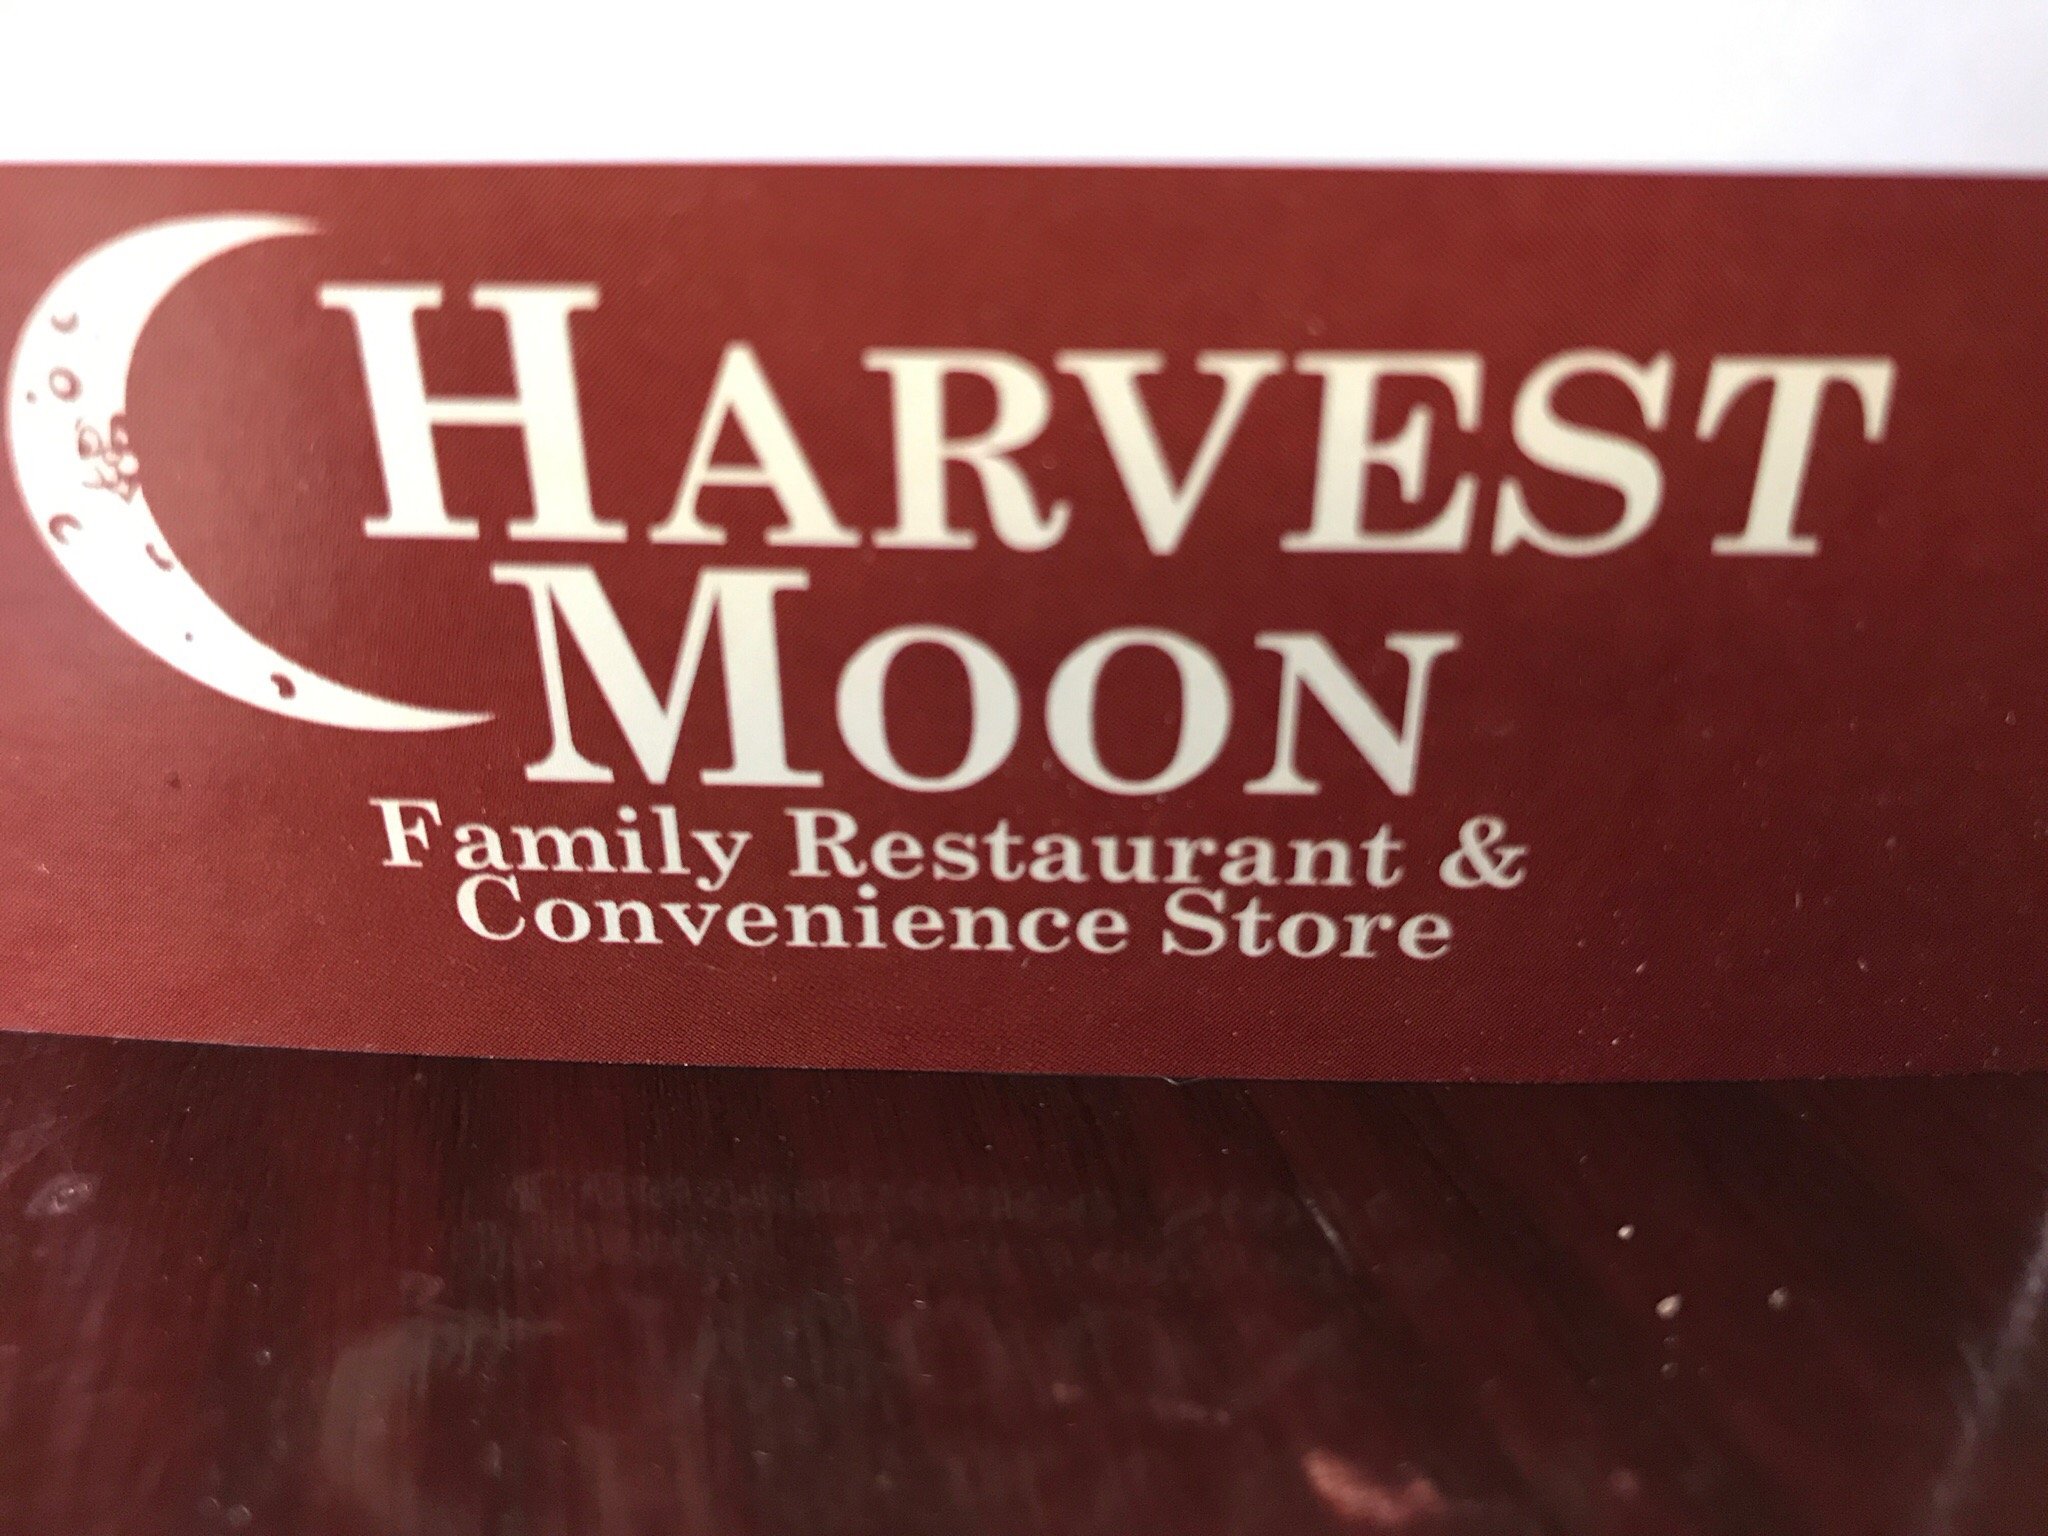 HARVEST
MOON
Family Restaurant &
Convenience Store